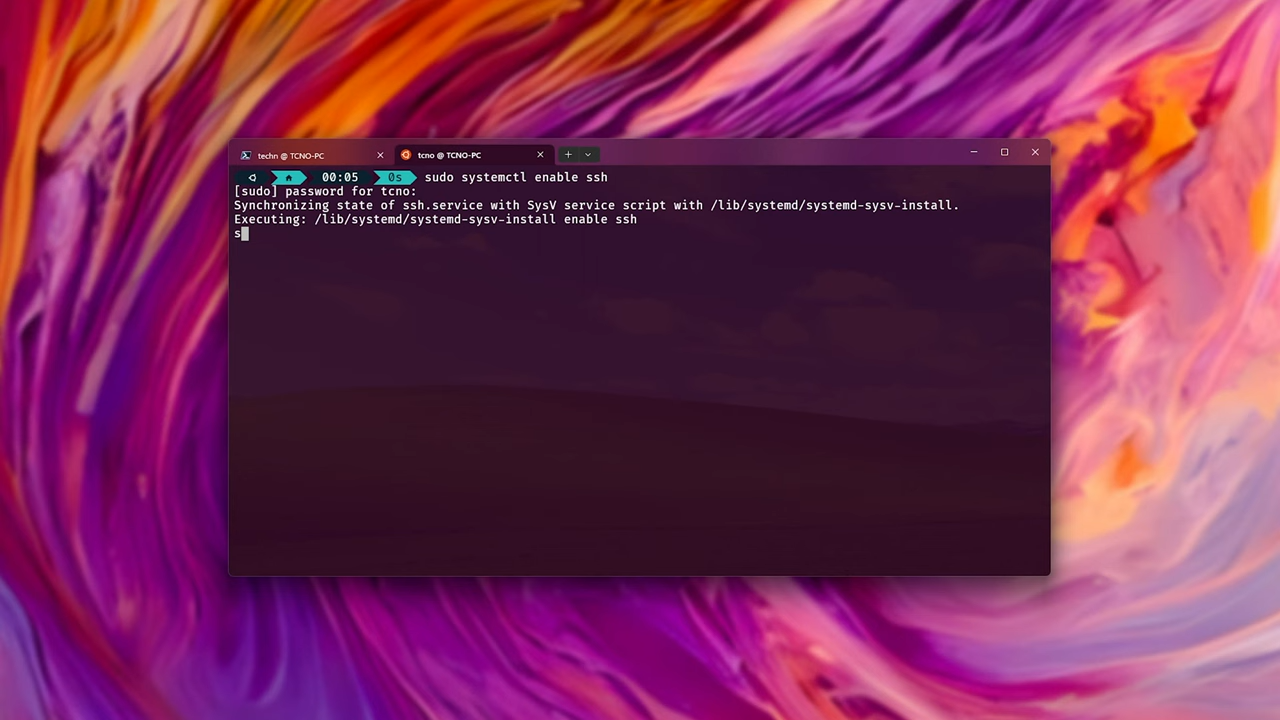 techn @ TCNO-PC
tcno @ TCNO-PC
00:05 0s sudo systemctl enable ssh
[sudo] password for tcno:
Synchronizing state of ssh.service with SysV service script with /lib/systemd/systemd-sysv-install.
Executing: /lib/systemd/systemd-sysv-install enable ssh
s